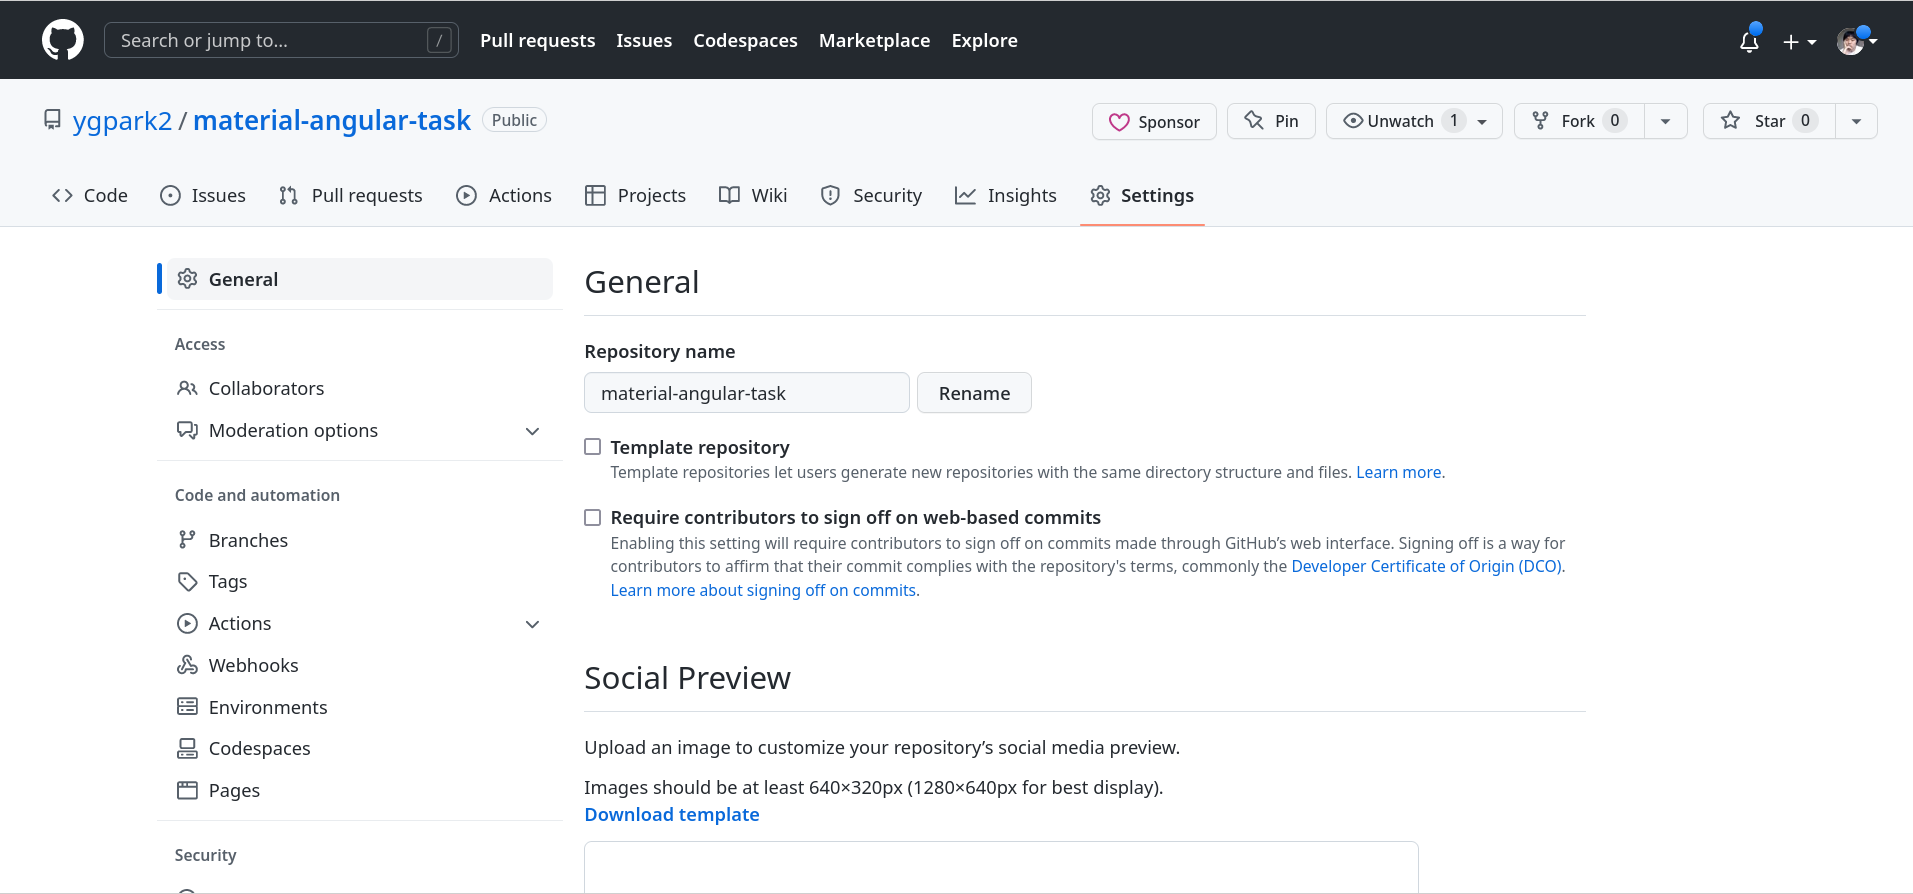 Search or jump to... /
Pull requests Issues Codespaces Marketplace Explore
ygpark2 / material-angular-task Public
Sponsor Pin Unwatch 1 Fork 0 Star 0
Code Issues Pull requests Actions Projects Wiki Security Insights Settings
General
Access
Collaborators
Moderation options
Code and automation
Branches
Tags
Actions
Webhooks
Environments
Codespaces
Pages
Security
General
Repository name
material-angular-task Rename
Template repository
Template repositories let users generate new repositories with the same directory structure and files. Learn more.
Require contributors to sign off on web-based commits
Enabling this setting will require contributors to sign off on commits made through GitHub’s web interface. Signing off is a way for
contributors to affirm that their commit complies with the repository's terms, commonly the Developer Certificate of Origin (DCO).
Learn more about signing off on commits.
Social Preview
Upload an image to customize your repository’s social media preview.
Images should be at least 640×320px (1280×640px for best display).
Download template